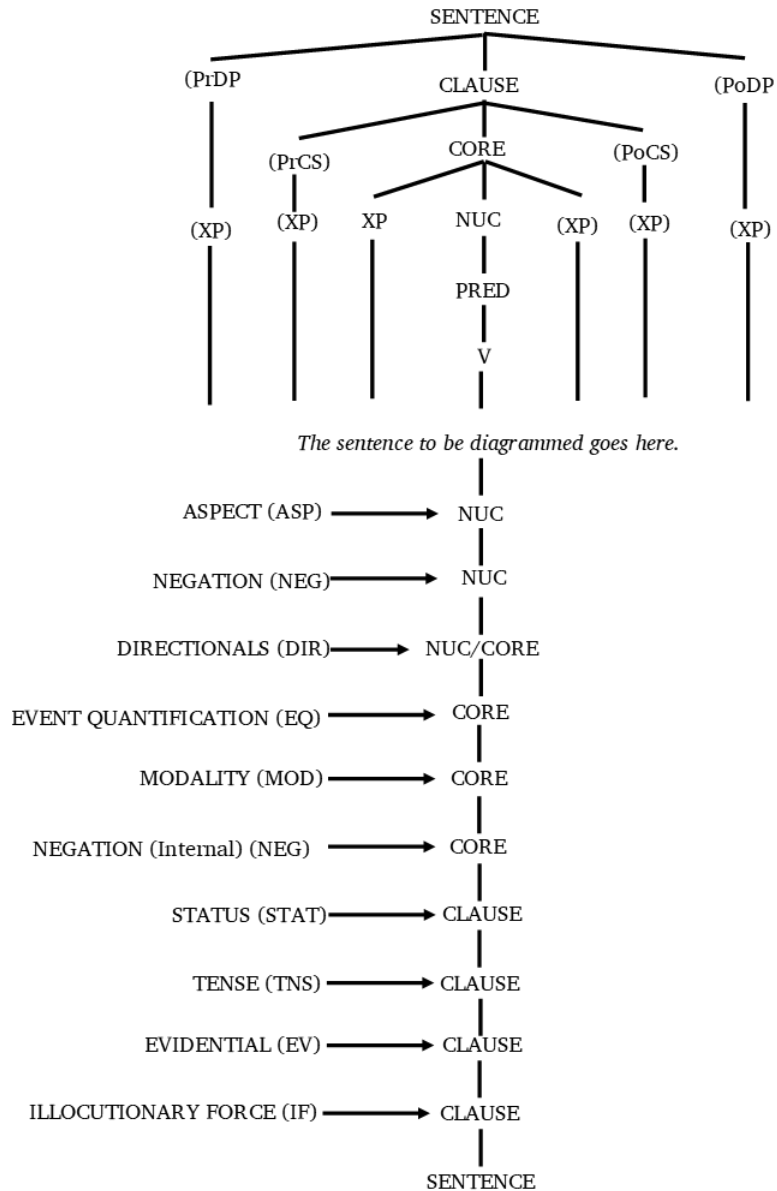 SENTENCE
(PrDP CLAUSE (PoDP
(PrCS) CORE (PoCS)
(XP) (XP) XP NUC (XP) (XP) (XP)
PRED
V
The sentence to be diagrammed goes here.
ASPECT (ASP) NUC
NEGATION (NEG) NUC
DIRECTIONALS (DIR) NUC/CORE
EVENT QUANTIFICATION (EQ) CORE
MODALITY (MOD) CORE
NEGATION (Internal) (NEG) CORE
STATUS (STAT) CLAUSE
TENSE (TNS) CLAUSE
EVIDENTIAL (EV) CLAUSE
ILLOCUTIONARY FORCE (IF) CLAUSE
SENTENCE